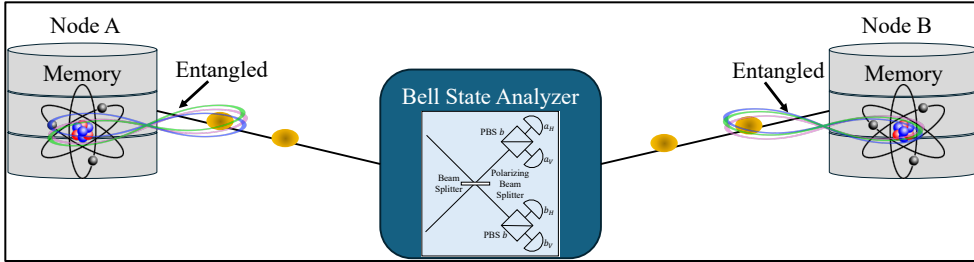 Node A
Memory
Entangled
Bell State Analyzer
PBS b
a_H
a_V
Beam
Splitter
Polarizing
Beam
Splitter
b_H
PBS b
b_V
Entangled
Node B
Memory